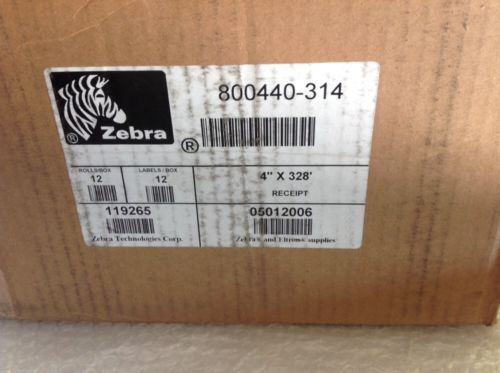 800440-314
® Zebra ®
ROLLS/BOX
12
LABELS / BOX
12
4" X 328'
RECEIPT
119265
05012006
Zebra Technologies Corp.
Zebra® and Eltron® supplies